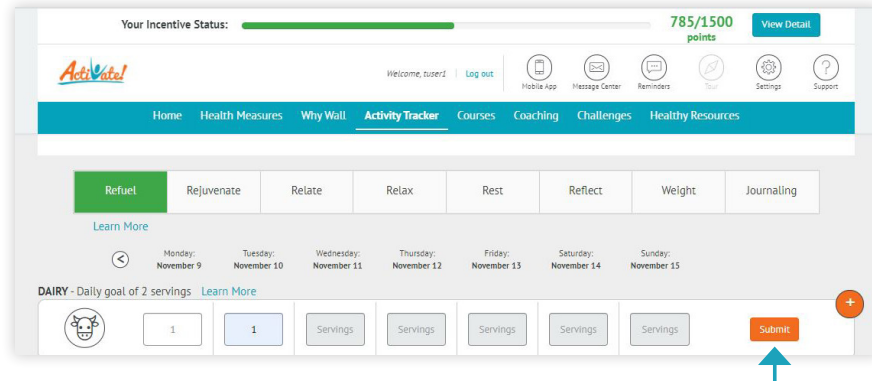 Your Incentive Status: 785/1500 points View Detail
ActiVate! Welcome, tuser1 Log out Mobile App Message Center Reminders Tour Settings Support
Home Health Measures Why Wall Activity Tracker Courses Coaching Challenges Healthy Resources
Refuel Rejuvenate Relate Relax Rest Reflect Weight Journaling
Learn More
Monday: Tuesday: Wednesday: Thursday: Friday: Saturday: Sunday:
November 9 November 10 November 11 November 12 November 13 November 14 November 15
DAIRY - Daily goal of 2 servings Learn More
1 1 Servings Servings Servings Servings Servings Submit